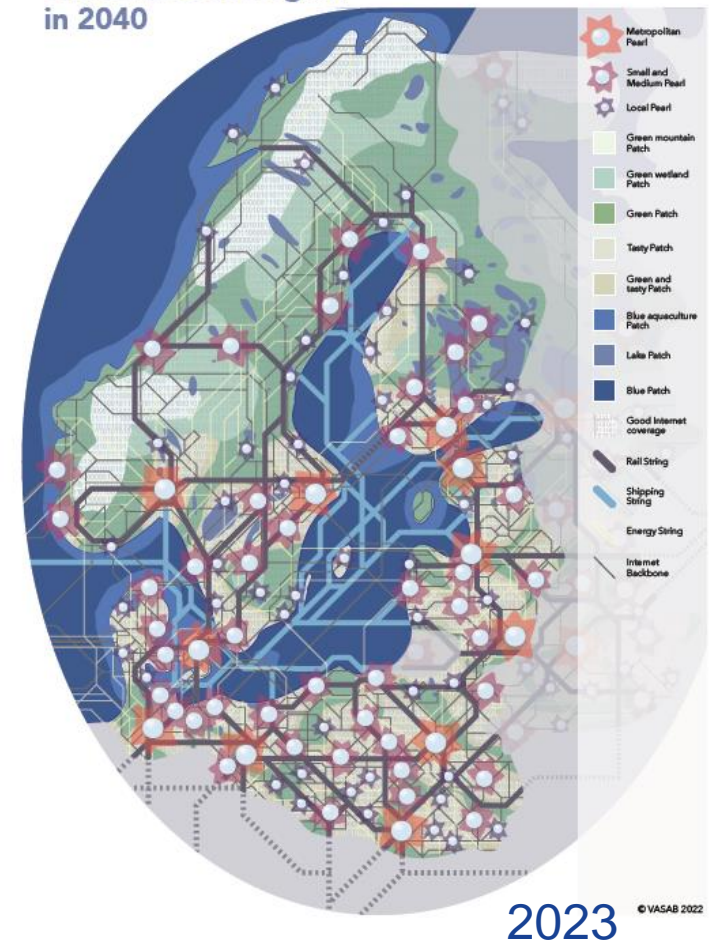 in 2040
Metropolitan
Pearl
Small and
Medium Pearl
Local Pearl
Green mountain
Patch
Green wetland
Patch
Green Patch
Tasty Patch
Green and
tasty Patch
Blue aquaculture
Patch
Lake Patch
Blue Patch
Good Internet
coverage
Rail String
Shipping
String
Energy String
Internet
Backbone
2023
© VASAB 2022